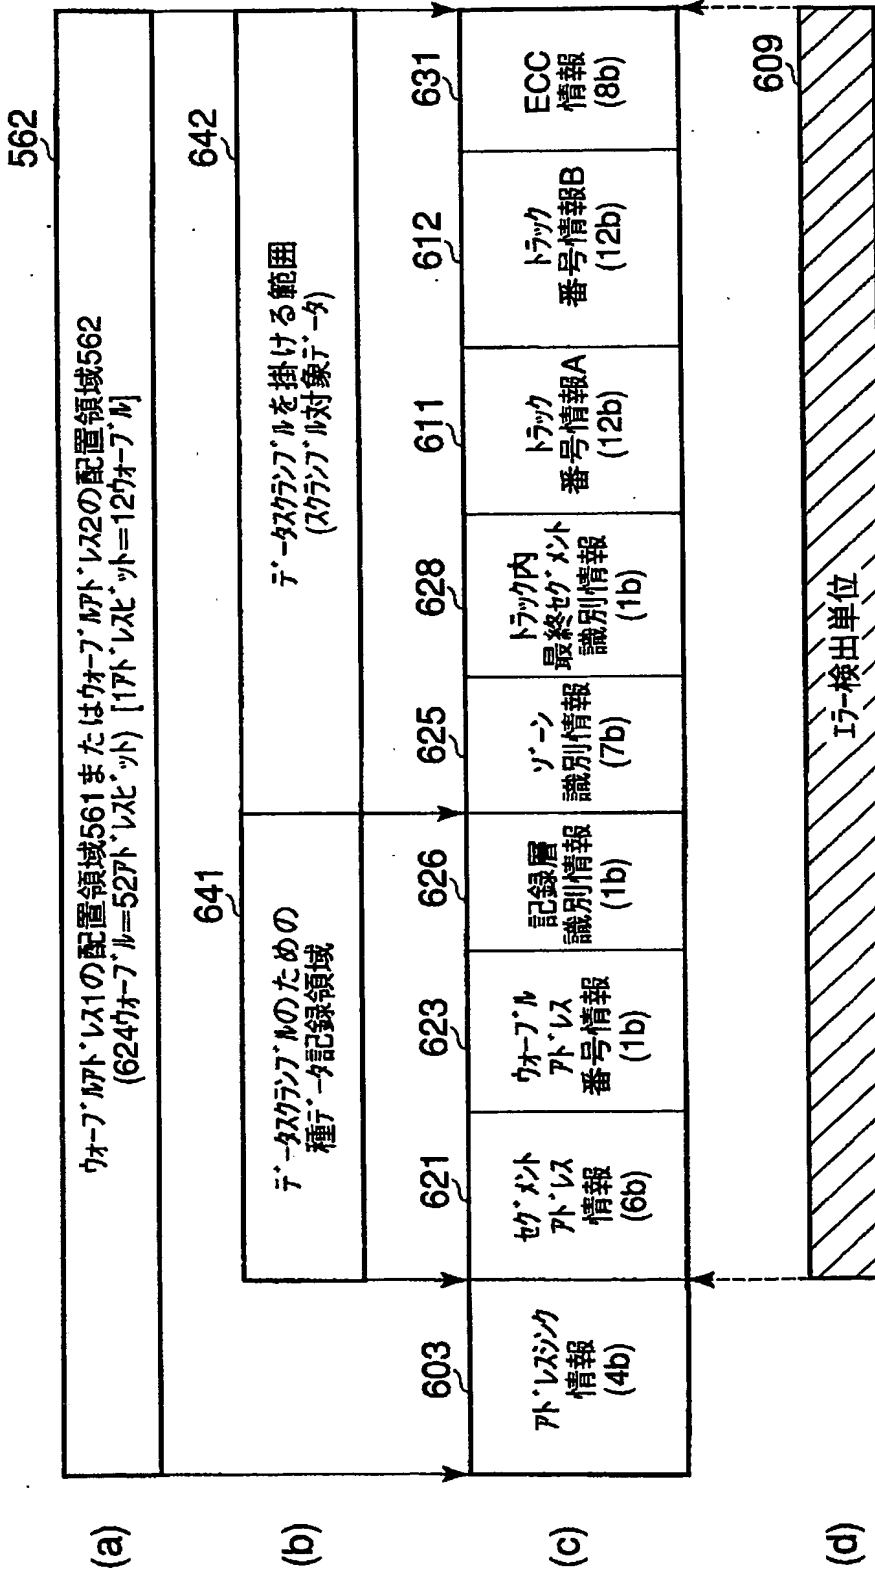 562
(a)
ウォーブルアドレス1の配置領域561またはウォーブルアドレス2の配置領域562
(624ウォーブル=52アドレスビット) [1アドレスビット=12ウォーブル]
641
642
(b)
データスクランブルのための
種データ記録領域
データスクランブルを掛ける範囲
(スクランブル対象データ)
603
621
623
626
625
628
611
612
631
(c)
アドレスシンク
情報
(4b)
セグメント
アドレス
情報
(6b)
ウォーブル
アドレス
番号情報
(1b)
記録層
識別情報
(1b)
ゾーン
識別情報
(7b)
トラック内
最終セグメント
識別情報
(1b)
トラック
番号情報A
(12b)
トラック
番号情報B
(12b)
ECC
情報
(8b)
609
(d)
エラー検出単位